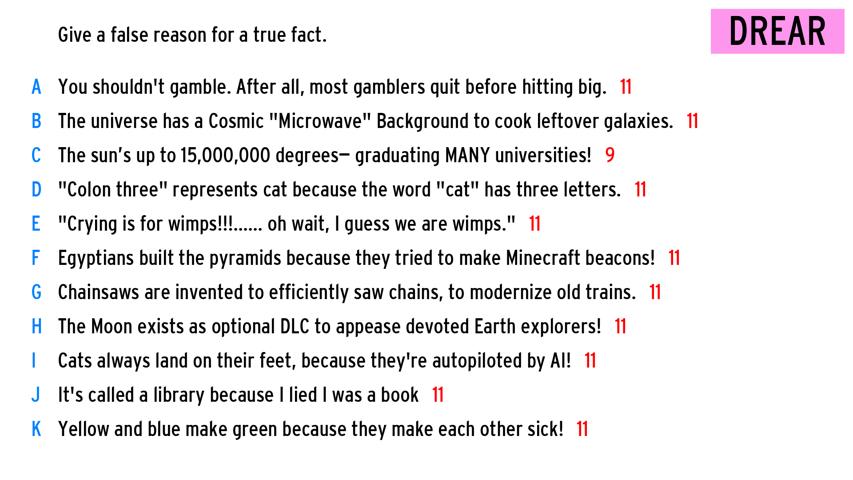 Give a false reason for a true fact.
DREAR
A You shouldn't gamble. After all, most gamblers quit before hitting big. 11
B The universe has a Cosmic "Microwave" Background to cook leftover galaxies. 11
C The sun’s up to 15,000,000 degrees— graduating MANY universities! 9
D "Colon three" represents cat because the word "cat" has three letters. 11
E "Crying is for wimps!!!...... oh wait, I guess we are wimps." 11
F Egyptians built the pyramids because they tried to make Minecraft beacons! 11
G Chainsaws are invented to efficiently saw chains, to modernize old trains. 11
H The Moon exists as optional DLC to appease devoted Earth explorers! 11
I Cats always land on their feet, because they're autopiloted by AI! 11
J It's called a library because I lied I was a book 11
K Yellow and blue make green because they make each other sick! 11